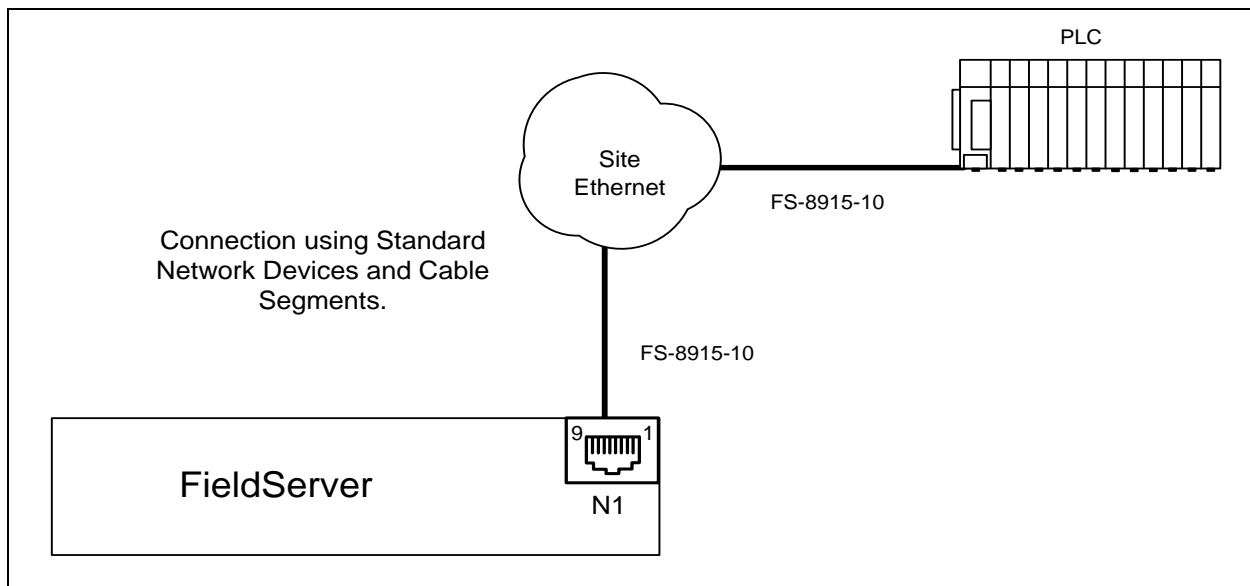 PLC
Site
Ethernet
FS-8915-10
Connection using Standard
Network Devices and Cable
Segments.
FS-8915-10
9 1
FieldServer
N1